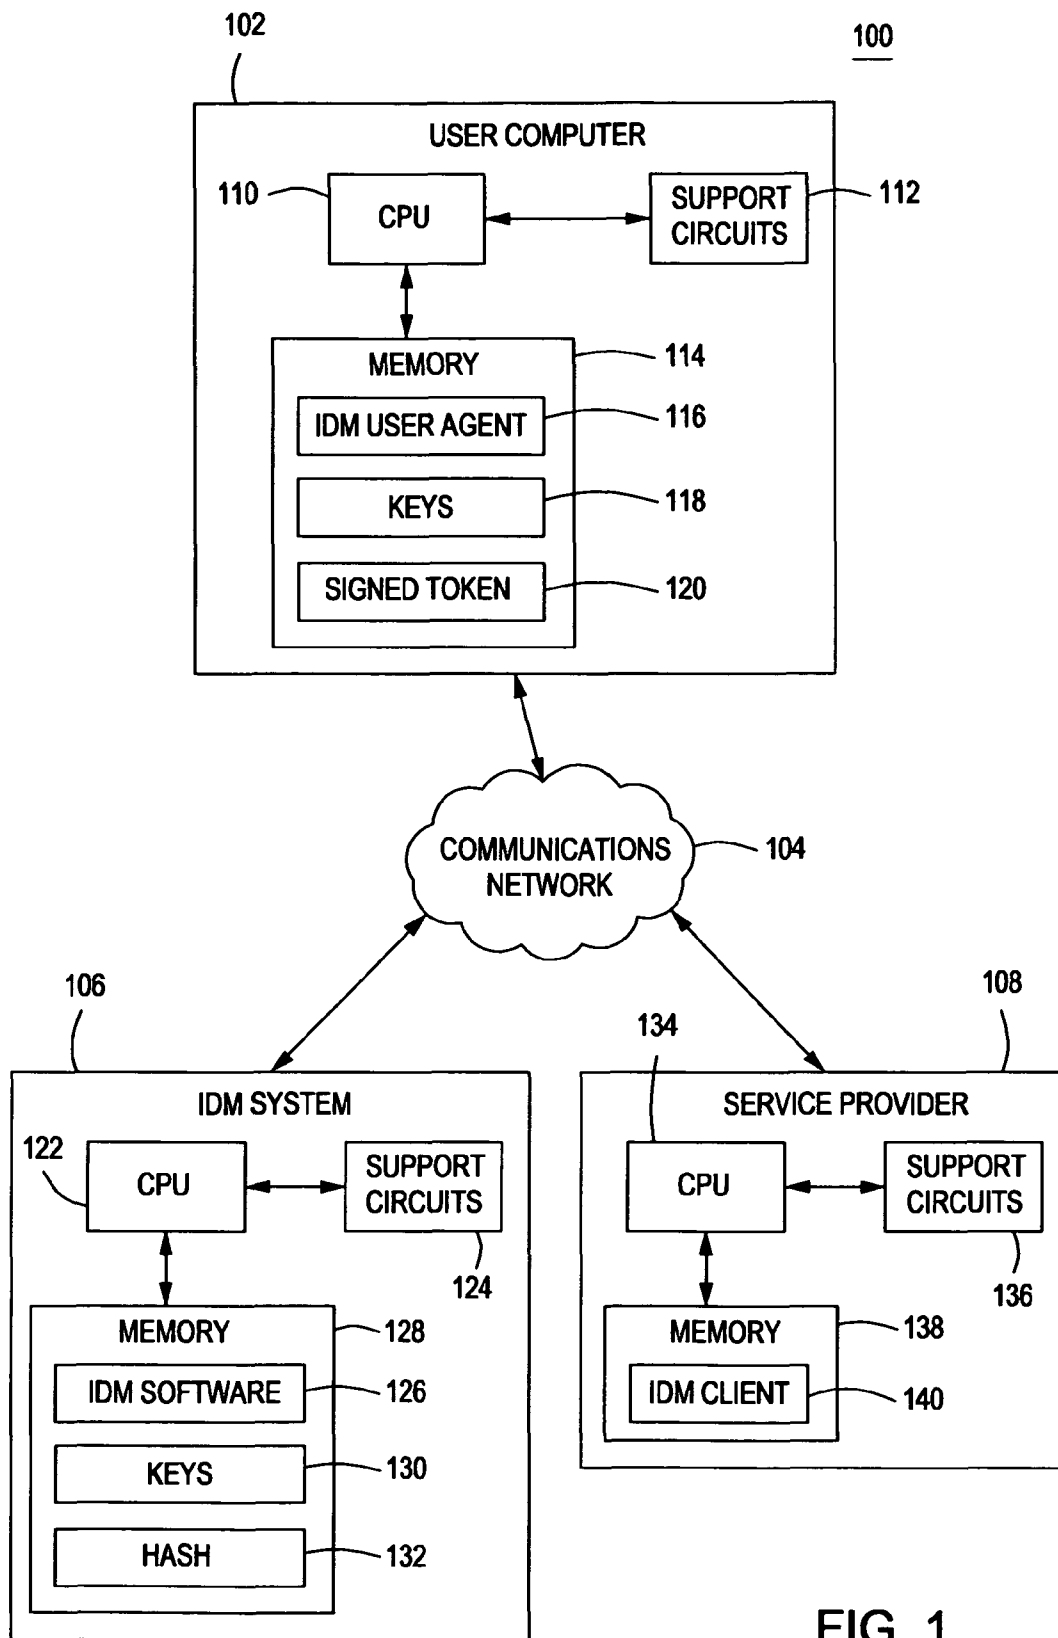 102
100
USER COMPUTER
110
CPU
SUPPORT
CIRCUITS
112
MEMORY
114
IDM USER AGENT
116
KEYS
118
SIGNED TOKEN
120
COMMUNICATIONS
NETWORK
104
106
108
134
IDM SYSTEM
122
CPU
SUPPORT
CIRCUITS
124
MEMORY
128
IDM SOFTWARE
126
KEYS
130
HASH
132
SERVICE PROVIDER
CPU
SUPPORT
CIRCUITS
136
MEMORY
138
IDM CLIENT
140
FIG. 1